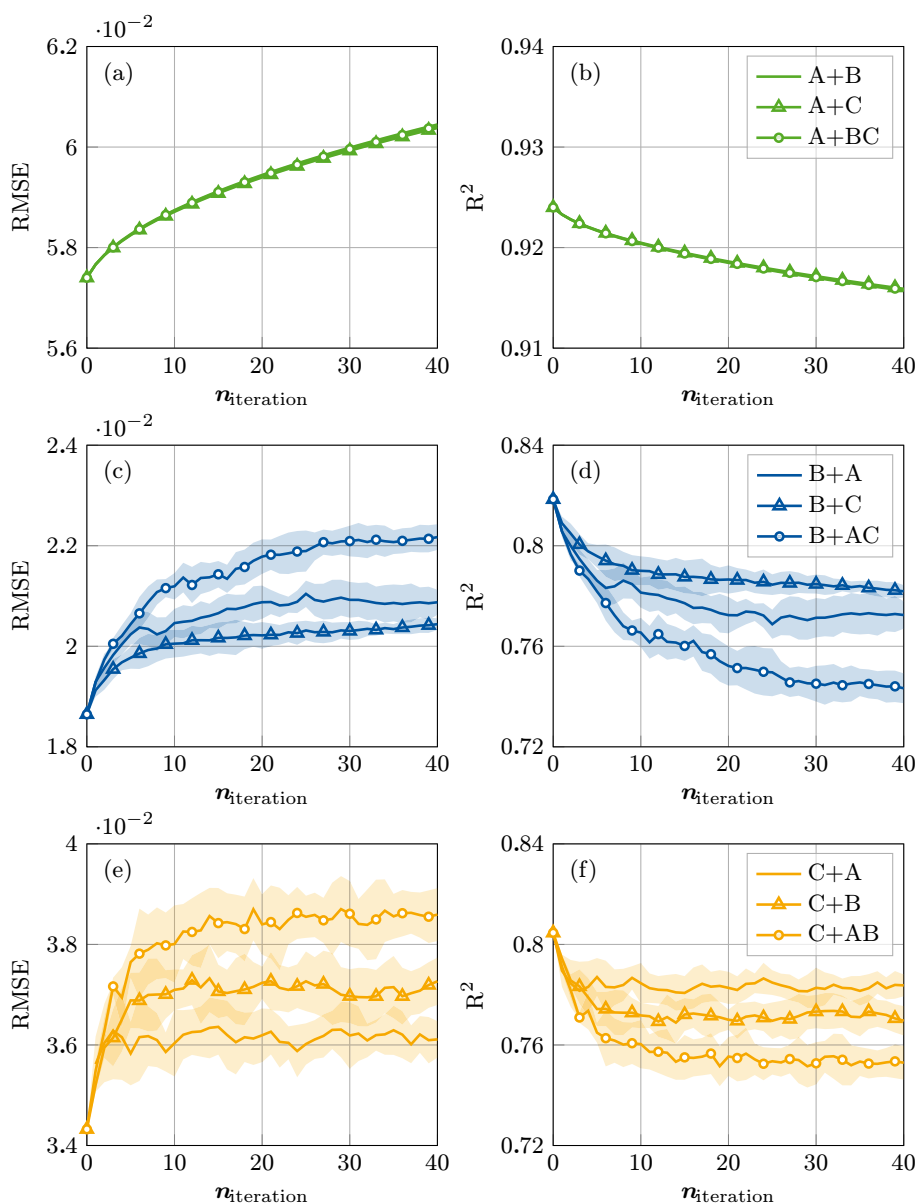 ·10⁻²
6.2
6
5.8
5.6
RMSE
(a)
0 10 20 30 40
n_iteration
0.94
0.93
0.92
0.91
R²
(b)
A+B
A+C
A+BC
0 10 20 30 40
n_iteration
·10⁻²
2.4
2.2
2
1.8
RMSE
(c)
0 10 20 30 40
n_iteration
0.84
0.8
0.76
0.72
R²
(d)
B+A
B+C
B+AC
0 10 20 30 40
n_iteration
·10⁻²
4
3.8
3.6
3.4
RMSE
(e)
0 10 20 30 40
n_iteration
0.84
0.8
0.76
0.72
R²
(f)
C+A
C+B
C+AB
0 10 20 30 40
n_iteration